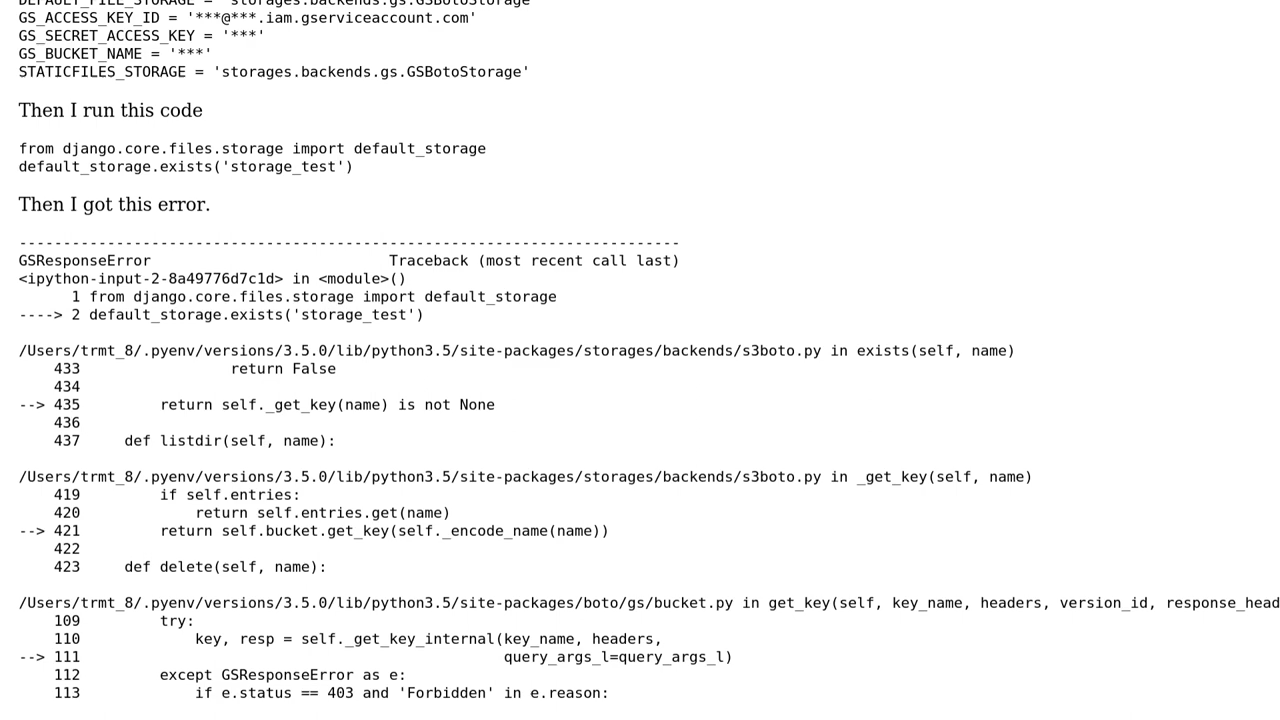 DEFAULT_FILE_STORAGE = 'storages.backends.gs.GSBotoStorage'
GS_ACCESS_KEY_ID = '***@***.iam.gserviceaccount.com'
GS_SECRET_ACCESS_KEY = '***'
GS_BUCKET_NAME = '***'
STATICFILES_STORAGE = 'storages.backends.gs.GSBotoStorage'
Then I run this code
from django.core.files.storage import default_storage
default_storage.exists('storage_test')
Then I got this error.
---------------------------------------------------------------------------
GSResponseError                           Traceback (most recent call last)
<ipython-input-2-8a49776d7c1d> in <module>()
      1 from django.core.files.storage import default_storage
----> 2 default_storage.exists('storage_test')
/Users/trmt_8/.pyenv/versions/3.5.0/lib/python3.5/site-packages/storages/backends/s3boto.py in exists(self, name)
    433                 return False
    434
--> 435         return self._get_key(name) is not None
    436
    437     def listdir(self, name):
/Users/trmt_8/.pyenv/versions/3.5.0/lib/python3.5/site-packages/storages/backends/s3boto.py in _get_key(self, name)
    419         if self.entries:
    420             return self.entries.get(name)
--> 421         return self.bucket.get_key(self._encode_name(name))
    422
    423     def delete(self, name):
/Users/trmt_8/.pyenv/versions/3.5.0/lib/python3.5/site-packages/boto/gs/bucket.py in get_key(self, key_name, headers, version_id, response_head
    109         try:
    110             key, resp = self._get_key_internal(key_name, headers,
--> 111                                                query_args_l=query_args_l)
    112         except GSResponseError as e:
    113             if e.status == 403 and 'Forbidden' in e.reason: